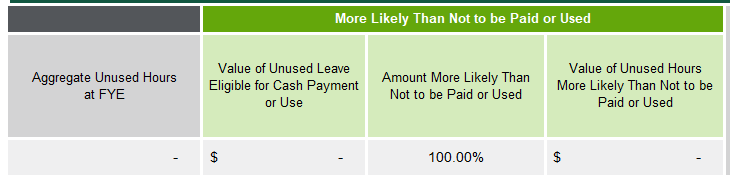 More Likely Than Not to be Paid or Used
Aggregate Unused Hours
at FYE
Value of Unused Leave
Eligible for Cash Payment
or Use
Amount More Likely Than
Not to be Paid or Used
Value of Unused Hours
More Likely Than Not to be
Paid or Used
- $ - 100.00% $ -